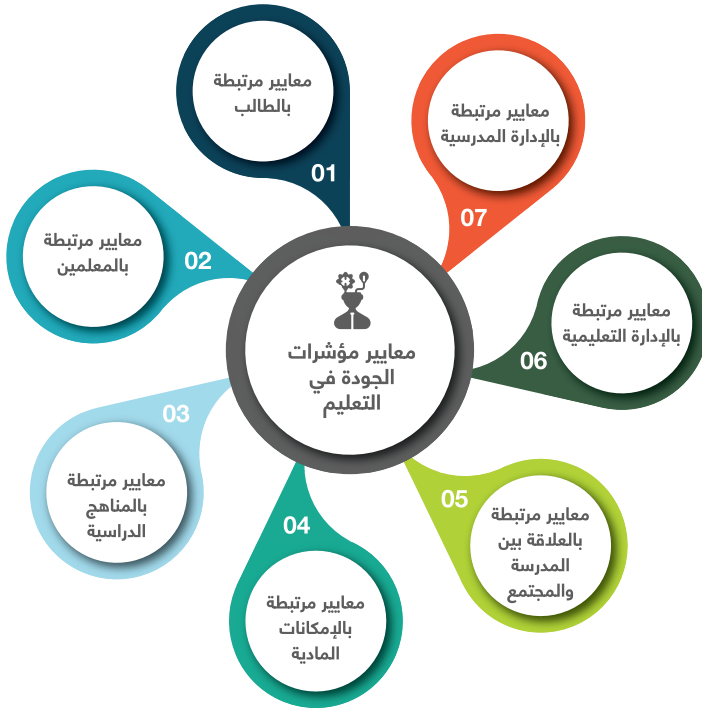 معايير مؤشرات
الجودة في
التعليم
معايير مرتبطة
بالطالب
01
معايير مرتبطة
بالمعلمين
02
معايير مرتبطة
بالمناهج
الدراسية
03
معايير مرتبطة
بالإمكانات
المادية
04
معايير مرتبطة
بالعلاقة بين
المدرسة
والمجتمع
05
معايير مرتبطة
بالإدارة التعليمية
06
معايير مرتبطة
بالإدارة المدرسية
07